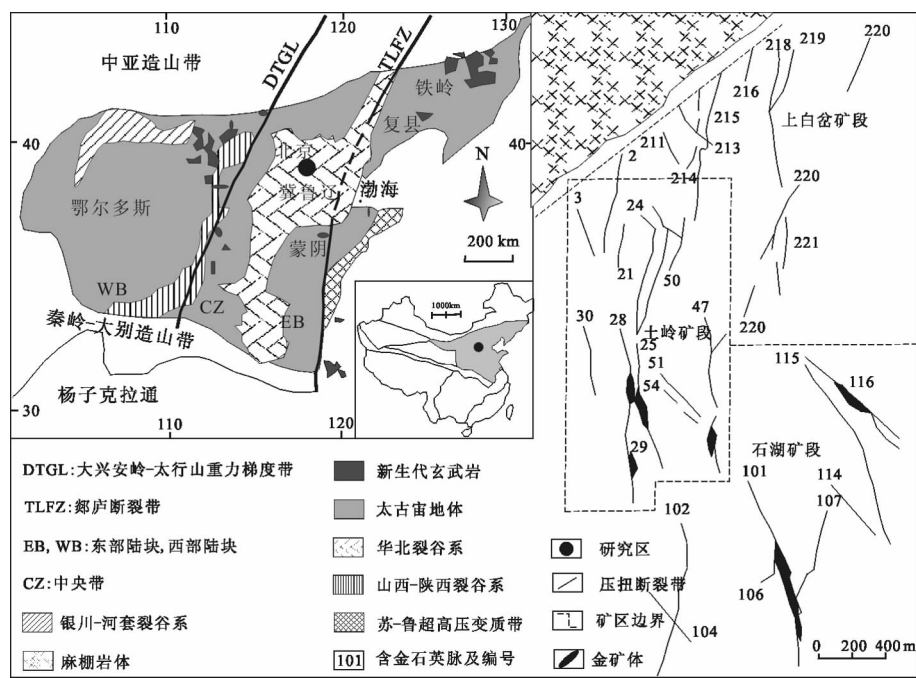 110
120
130
中亚造山带
DTGL
TLFZ
铁岭
复县
40
40
北京
冀鲁辽
渤海
N
200 km
鄂尔多斯
蒙阴
WB
CZ
EB
秦岭-大别造山带
1000km
杨子克拉通
30
110
120
218
219
220
216
215
上白岔矿段
211
213
2
214
3
24
220
221
21
50
30
28
47
土岭矿段
220
25
51
54
115
116
29
石湖矿段
101
114
107
102
106
104
0 200 400 m
DTGL:大兴安岭-太行山重力梯度带
TLFZ:郯庐断裂带
EB, WB:东部陆块,西部陆块
CZ:中央带
银川-河套裂谷系
麻棚岩体
新生代玄武岩
太古宙地体
华北裂谷系
山西-陕西裂谷系
苏-鲁超高压变质带
101 含金石英脉及编号
研究区
压扭断裂带
矿区边界
金矿体